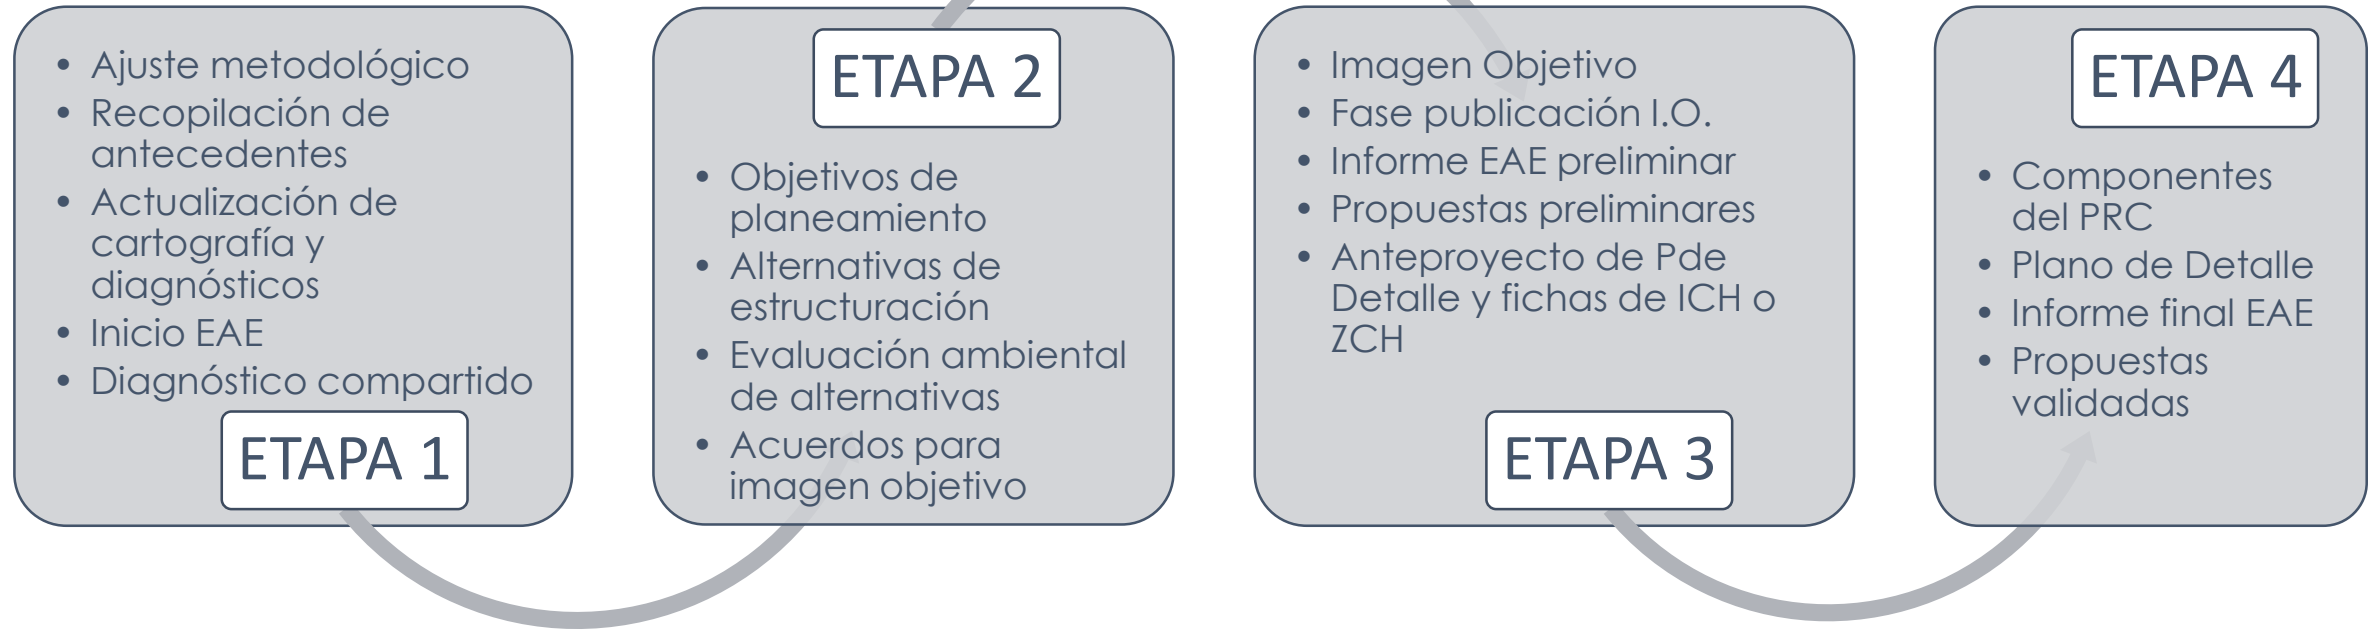 • Ajuste metodológico
• Recopilación de
antecedentes
• Actualización de
cartografía y
diagnósticos
• Inicio EAE
• Diagnóstico compartido
ETAPA 1
ETAPA 2
• Objetivos de
planeamiento
• Alternativas de
estructuración
• Evaluación ambiental
de alternativas
• Acuerdos para
imagen objetivo
• Imagen Objetivo
• Fase publicación I.O.
• Informe EAE preliminar
• Propuestas preliminares
• Anteproyecto de Pde
Detalle y fichas de ICH o
ZCH
ETAPA 3
ETAPA 4
• Componentes
del PRC
• Plano de Detalle
• Informe final EAE
• Propuestas
validadas